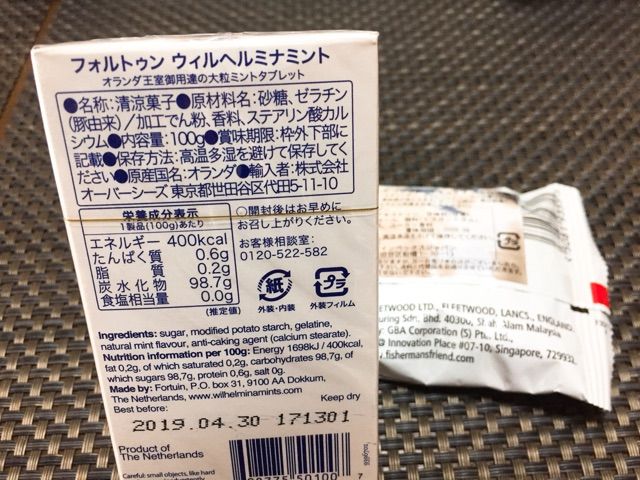 フォルトゥン ウィルヘルミナミント
オランダ王室御用達の大粒ミントタブレット
●名称:清涼菓子●原材料名:砂糖、ゼラチン
(豚由来)/加工でん粉、香料、ステアリン酸カル
シウム●内容量:100g●賞味期限:枠外下部に
記載●保存方法:高温多湿を避けて保存してく
ださい●原産国名:オランダ●輸入者:株式会社
オーバーシーズ 東京都世田谷区代田5-11-10
栄養成分表示
1製品(100g)あたり
エネルギー 400kcal
たんぱく質 0.6g
脂質 0.2g
炭水化物 98.7g
食塩相当量 0.0g
(推定値)
○開封後はお早めに
お召し上がりください。
お客様相談室:
0120-522-582
紙
外装・内装
プラ
外装フィルム
Ingredients: sugar, modified potato starch, gelatine,
natural mint flavour, anti-caking agent (calcium stearate).
Nutrition information per 100g: Energy 1698kJ / 400kcal,
fat 0,2g, of which saturated 0,2g, carbohydrates 98,7g, of
which sugars 98,7g, protein 0,6g, salt 0g.
Made by: Fortuin, P.O. box 31, 9100 AA Dokkum,
The Netherlands, www.wilhelminamints.com
Best before:
Keep dry
2019.04.30 171301
Product of
The Netherlands
Careful: small objects, like hard
プラ
FLEETWOOD, LANCS., ENGLAND
Malaysia
GBA Corporation (S) Pte. Ltd.,
Innovation Place #07-10, Singapore, 729932
.fishermansfriend.com